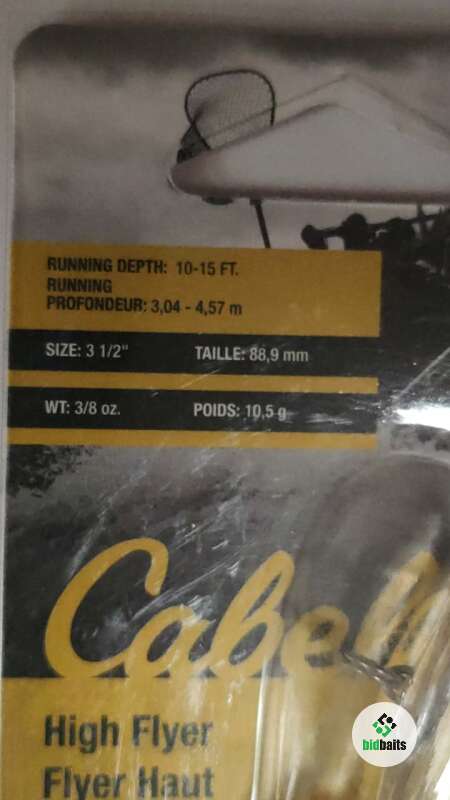 RUNNING DEPTH: 10-15 FT.
RUNNING
PROFONDEUR: 3,04 - 4,57 m
SIZE: 3 1/2" TAILLE: 88,9 mm
WT: 3/8 oz. POIDS: 10,5 g
Cabel
High Flyer
Flyer Haut
bidbaits